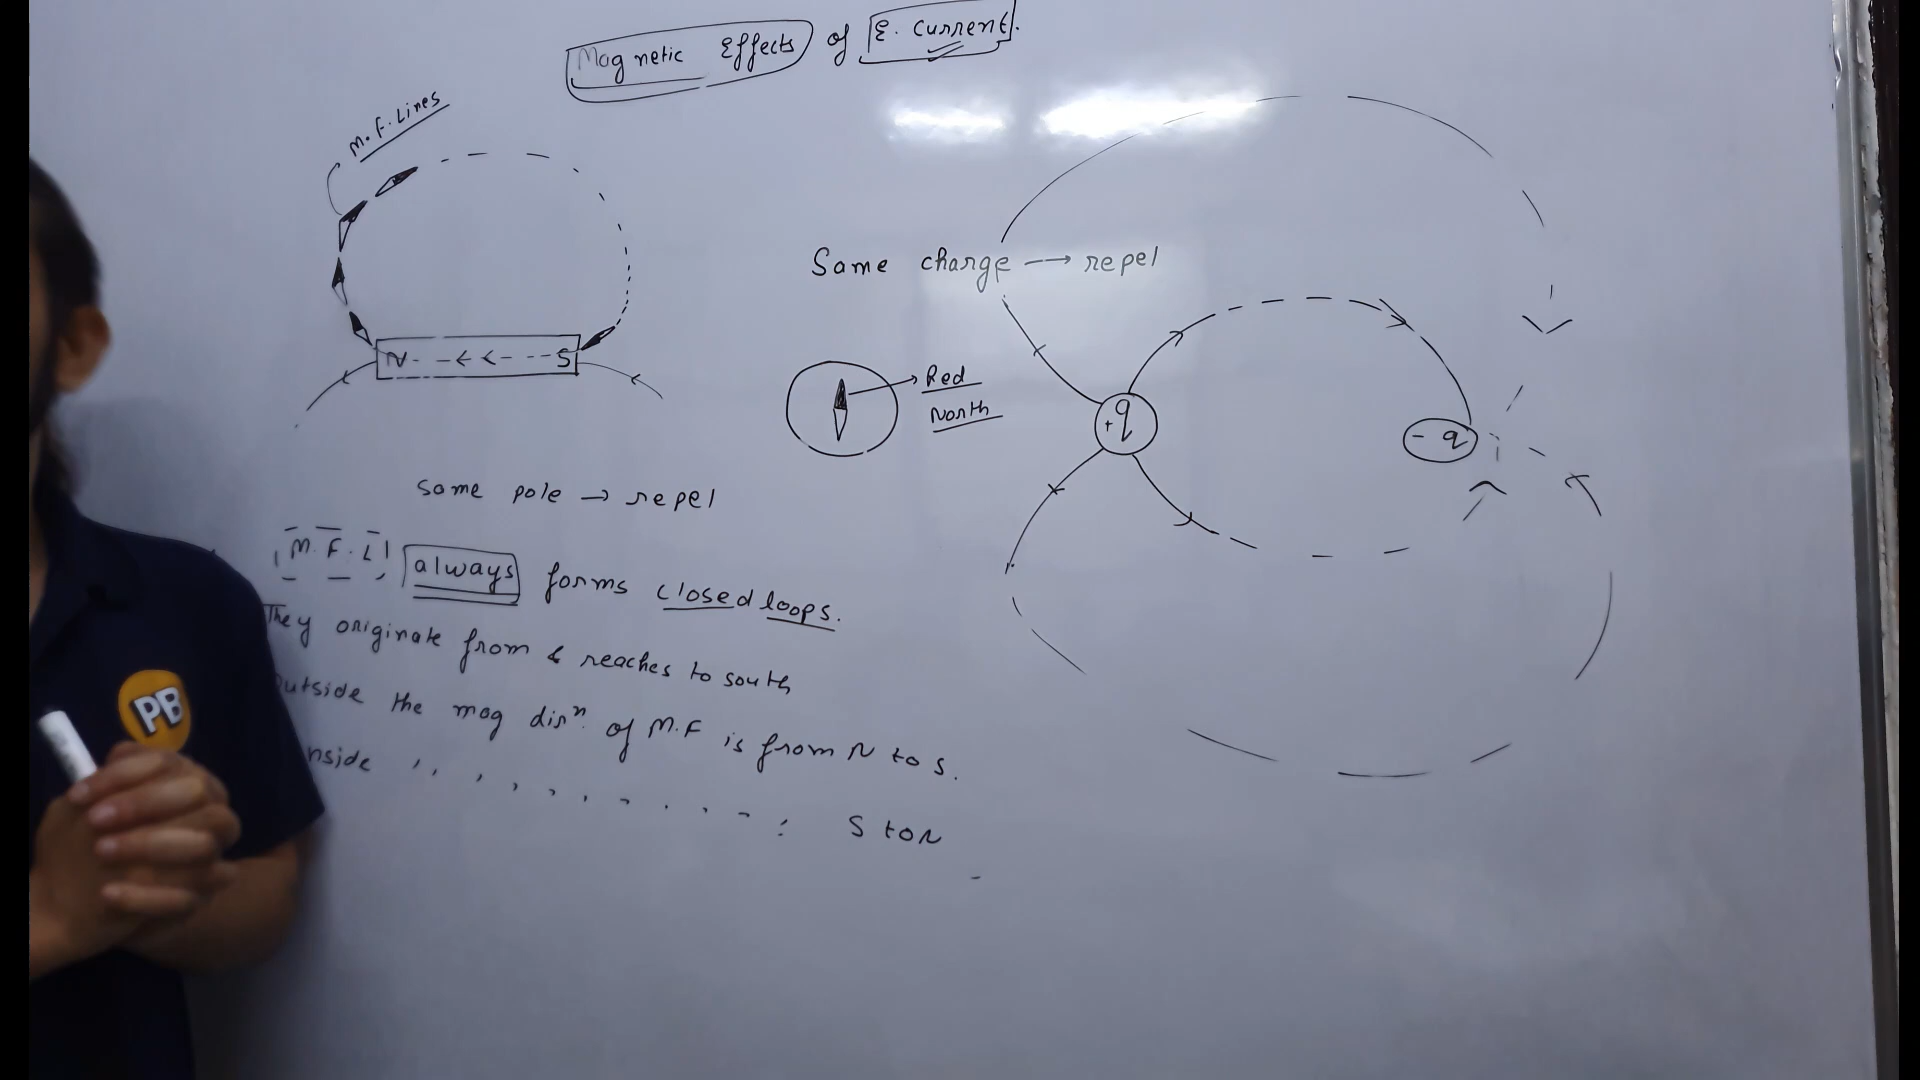 Magnetic Effects of E. Current.
M. F. Lines
N S
Same charge → repel
Red
North
+q
- q
Same pole → repel
M. F. L always forms closed loops.
They originate from & reaches to south
outside the mag dirⁿ. of M.F is from N to S.
nside " , , , , , , , , S to N
PB